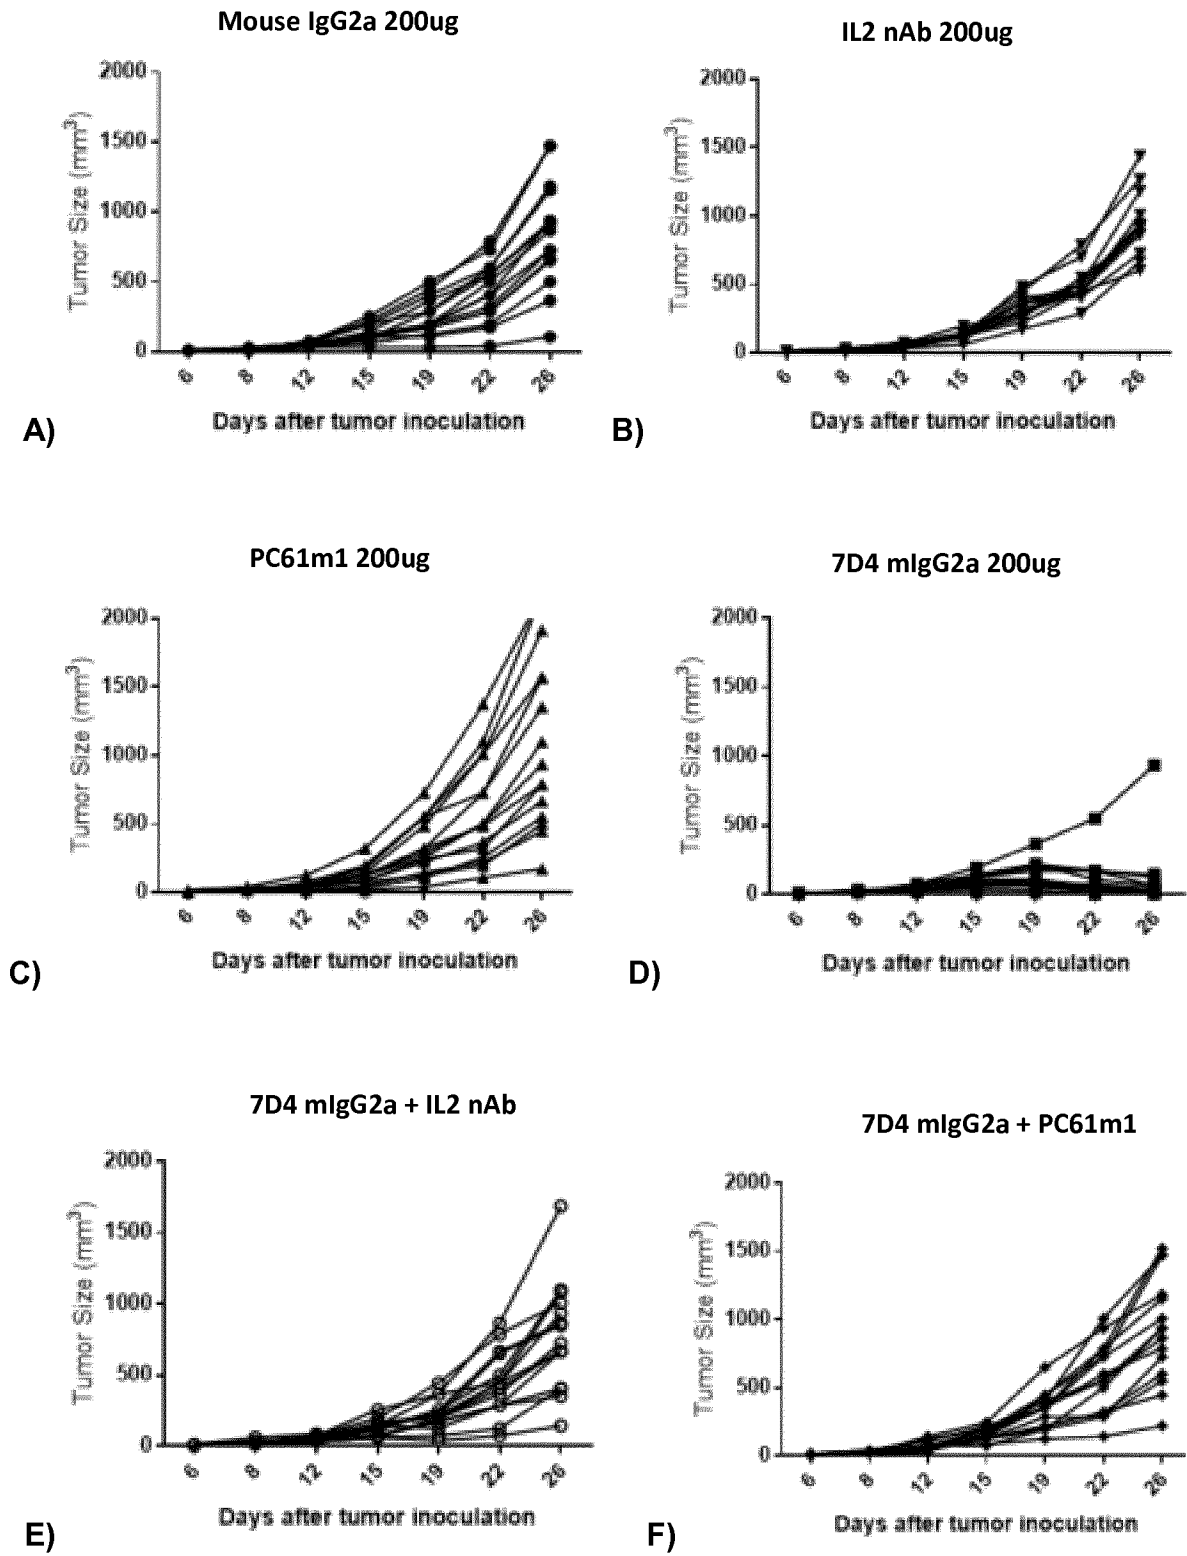 Mouse IgG2a 200ug
2000
1500
1000
500
0
Tumor Size (mm³)
6 8 12 15 19 22 26
Days after tumor inoculation
A)
IL2 nAb 200ug
2000
1500
1000
500
0
Tumor Size (mm³)
6 8 12 15 19 22 26
Days after tumor inoculation
B)
PC61m1 200ug
2000
1500
1000
500
0
Tumor Size (mm³)
6 8 12 15 19 22 26
Days after tumor inoculation
C)
7D4 mIgG2a 200ug
2000
1500
1000
500
0
Tumor Size (mm³)
6 8 12 15 19 22 26
Days after tumor inoculation
D)
7D4 mIgG2a + IL2 nAb
2000
1500
1000
500
0
Tumor Size (mm³)
6 8 12 15 19 22 26
Days after tumor inoculation
E)
7D4 mIgG2a + PC61m1
2000
1500
1000
500
0
Tumor Size (mm³)
6 8 12 15 19 22 26
Days after tumor inoculation
F)